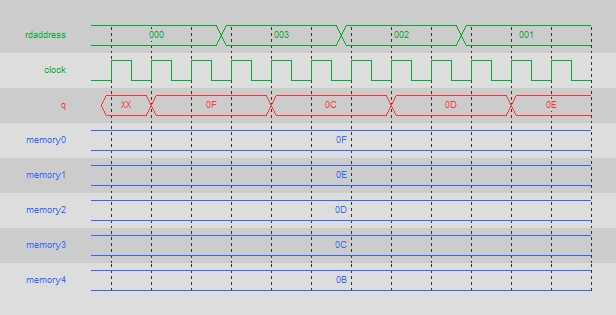 rdaddress 000 003 002 001
clock
q XX 0F 0C 0D 0E
memory0 0F
memory1 0E
memory2 0D
memory3 0C
memory4 0B